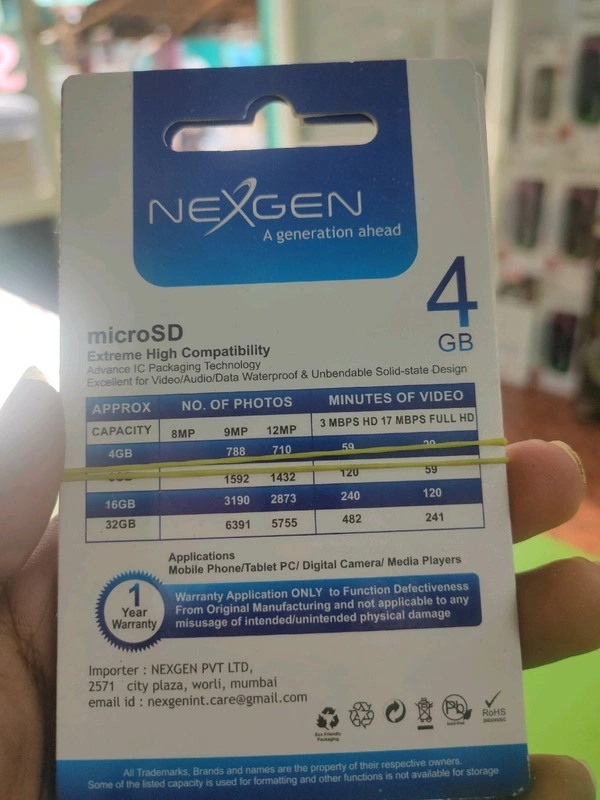 NEXGEN
A generation ahead
4
GB
microSD
Extreme High Compatibility
Advance IC Packaging Technology
Excellent for Video/Audio/Data Waterproof & Unbendable Solid-state Design
APPROX NO. OF PHOTOS MINUTES OF VIDEO
CAPACITY 8MP 9MP 12MP 3 MBPS HD 17 MBPS FULL HD
4GB 788 710 59
1592 1432 120 59
16GB 3190 2873 240 120
32GB 6391 5755 482 241
Applications
Mobile Phone/Tablet PC/ Digital Camera/ Media Players
1
Year
Warranty
Warranty Application ONLY to Function Defectiveness
From Original Manufacturing and not applicable to any
misusage of intended/unintended physical damage
Importer : NEXGEN PVT LTD,
2571 city plaza, worli, mumbai
email id : nexgenint.care@gmail.com
Eco Friendly
Packaging
Pb
RoHS
All Trademarks, Brands and names are the property of their respective owners.
Some of the listed capacity is used for formatting and other functions is not available for storage